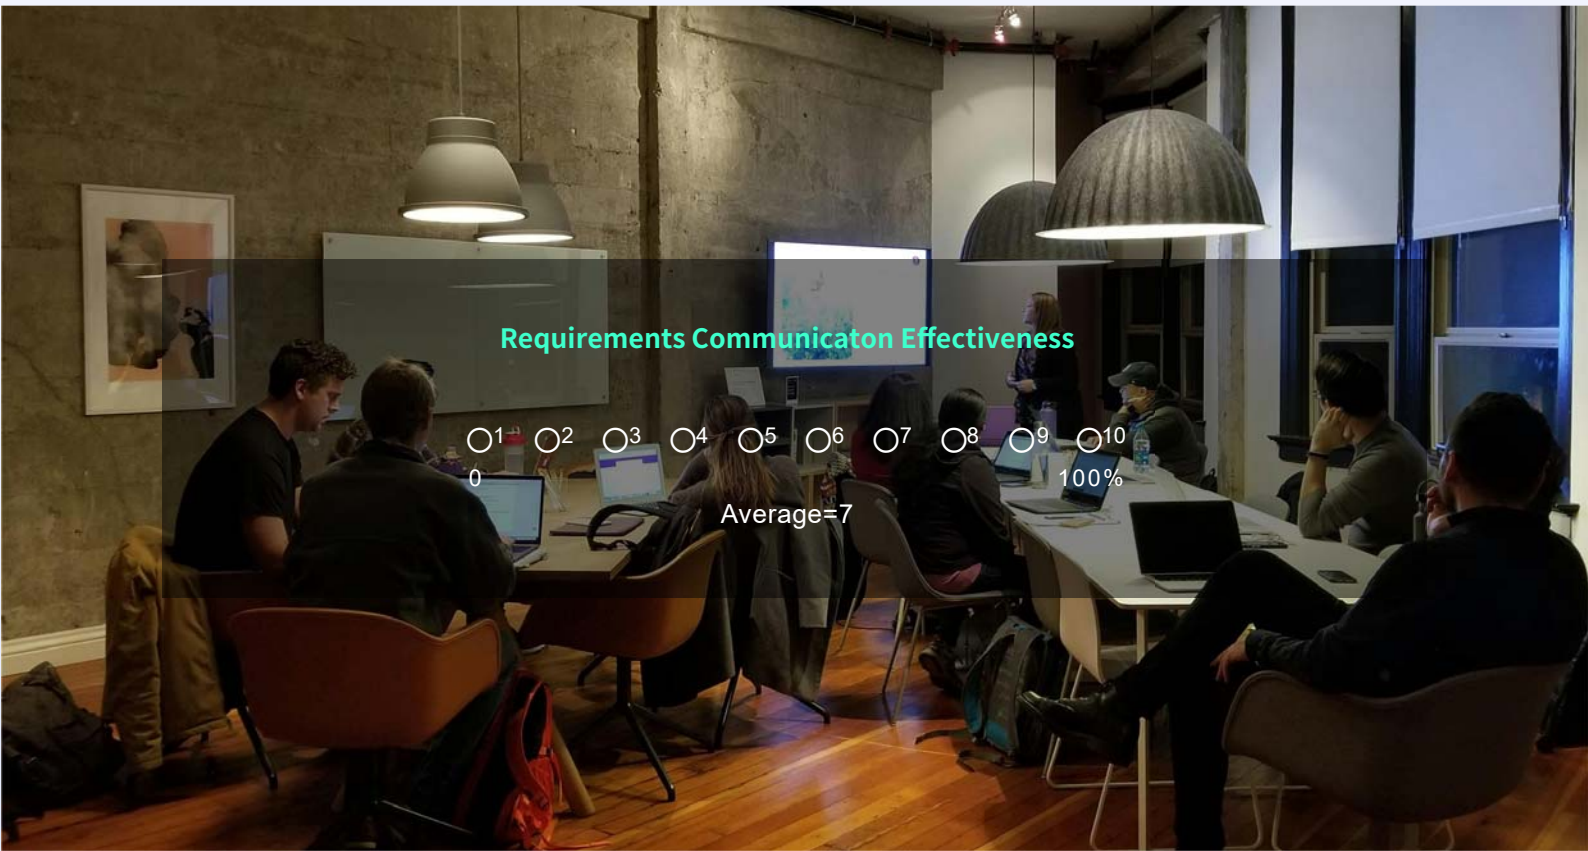 Requirements Communicaton Effectiveness
1 2 3 4 5 6 7 8 9 10
0 100%
Average=7